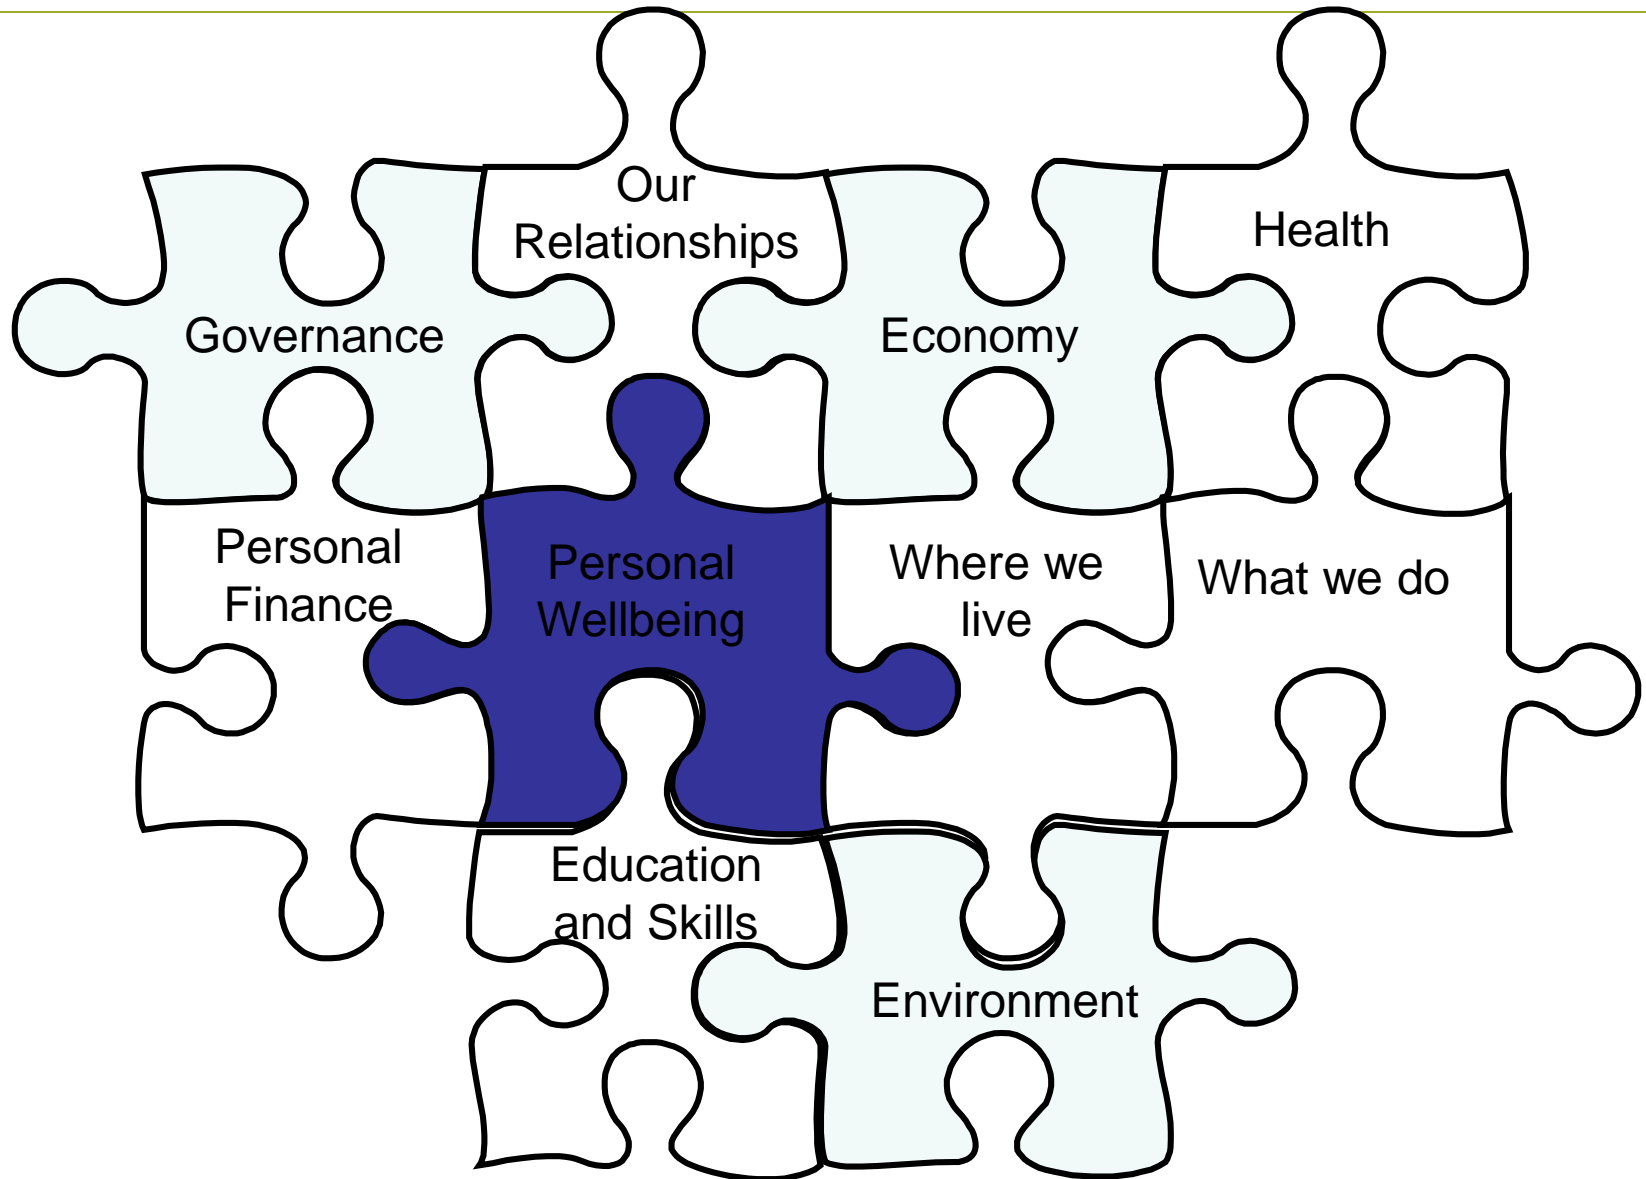 Our
Relationships
Health
Governance
Economy
Personal
Finance
Personal
Wellbeing
Where we
live
What we do
Education
and Skills
Environment